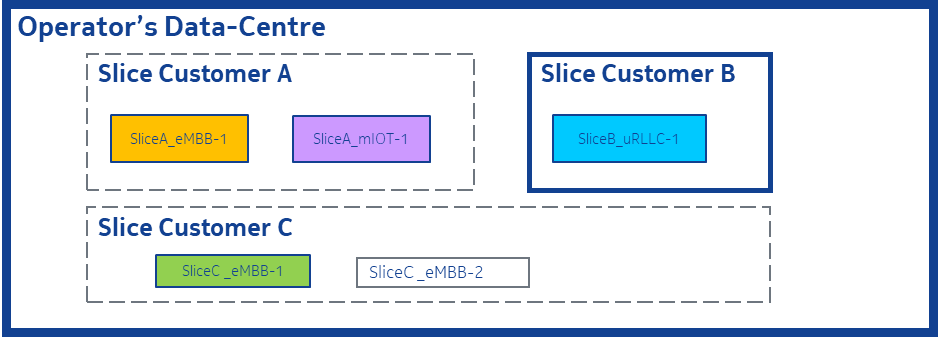 Operator’s Data-Centre
Slice Customer A
Slice Customer B
SliceA_eMBB-1
SliceA_mIOT-1
SliceB_uRLLC-1
Slice Customer C
SliceC _eMBB-1
SliceC _eMBB-2